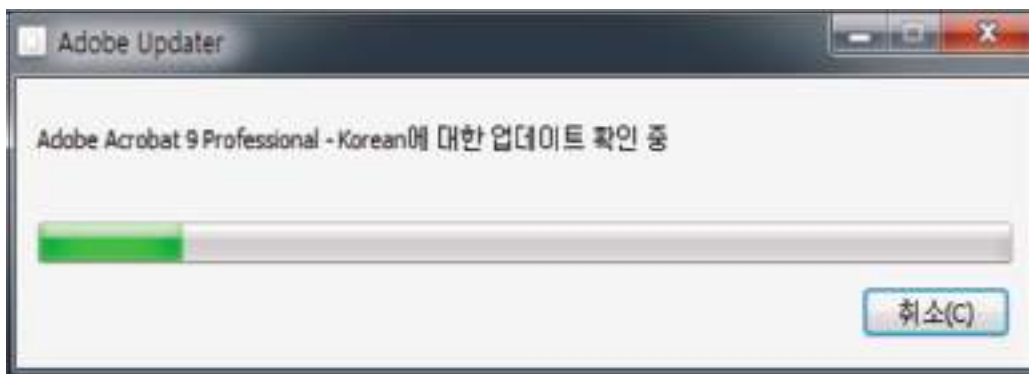 Adobe Updater
Adobe Acrobat 9 Professional - Korean에 대한 업데이트 확인 중
취소(C)